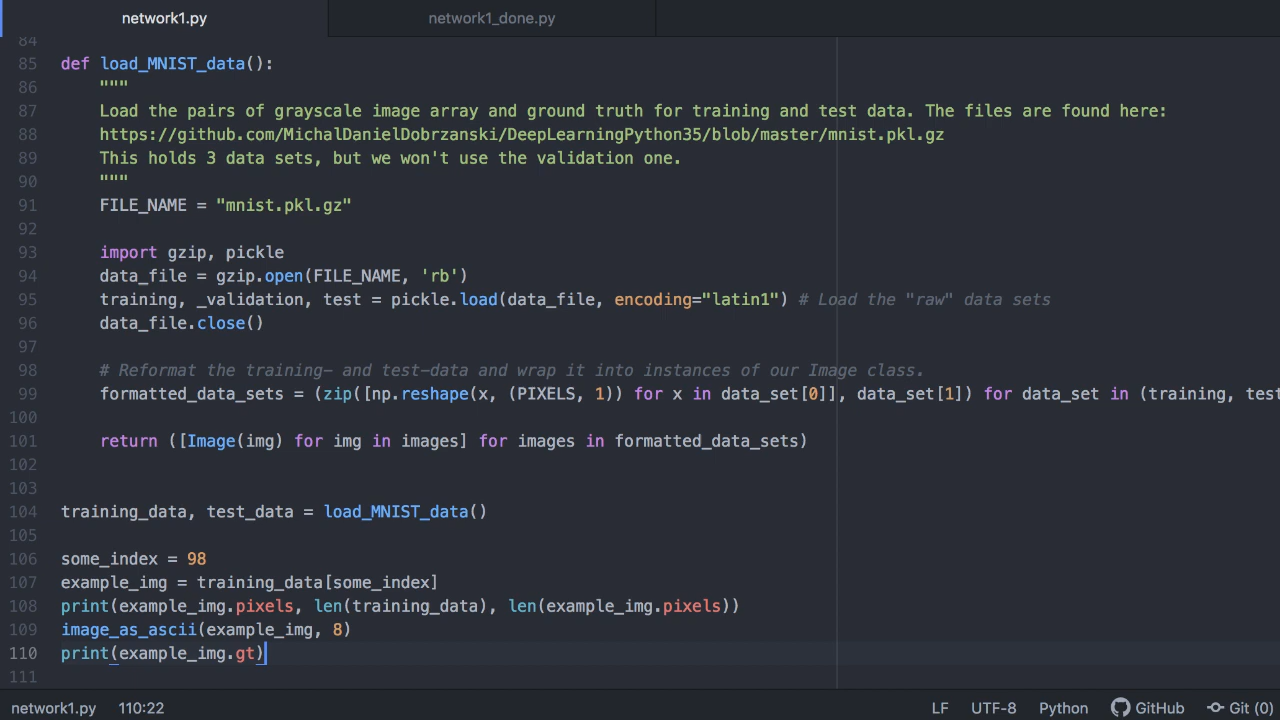 network1.py network1_done.py
84
85 def load_MNIST_data():
86 """
87 Load the pairs of grayscale image array and ground truth for training and test data. The files are found here:
88 https://github.com/MichalDanielDobrzanski/DeepLearningPython35/blob/master/mnist.pkl.gz
89 This holds 3 data sets, but we won't use the validation one.
90 """
91 FILE_NAME = "mnist.pkl.gz"
92
93 import gzip, pickle
94 data_file = gzip.open(FILE_NAME, 'rb')
95 training, _validation, test = pickle.load(data_file, encoding="latin1") # Load the "raw" data sets
96 data_file.close()
97
98 # Reformat the training- and test-data and wrap it into instances of our Image class.
99 formatted_data_sets = (zip([np.reshape(x, (PIXELS, 1)) for x in data_set[0]], data_set[1]) for data_set in (training, test
100
101 return ([Image(img) for img in images] for images in formatted_data_sets)
102
103
104 training_data, test_data = load_MNIST_data()
105
106 some_index = 98
107 example_img = training_data[some_index]
108 print(example_img.pixels, len(training_data), len(example_img.pixels))
109 image_as_ascii(example_img, 8)
110 print(example_img.gt)
111
network1.py 110:22 LF UTF-8 Python GitHub Git (0)